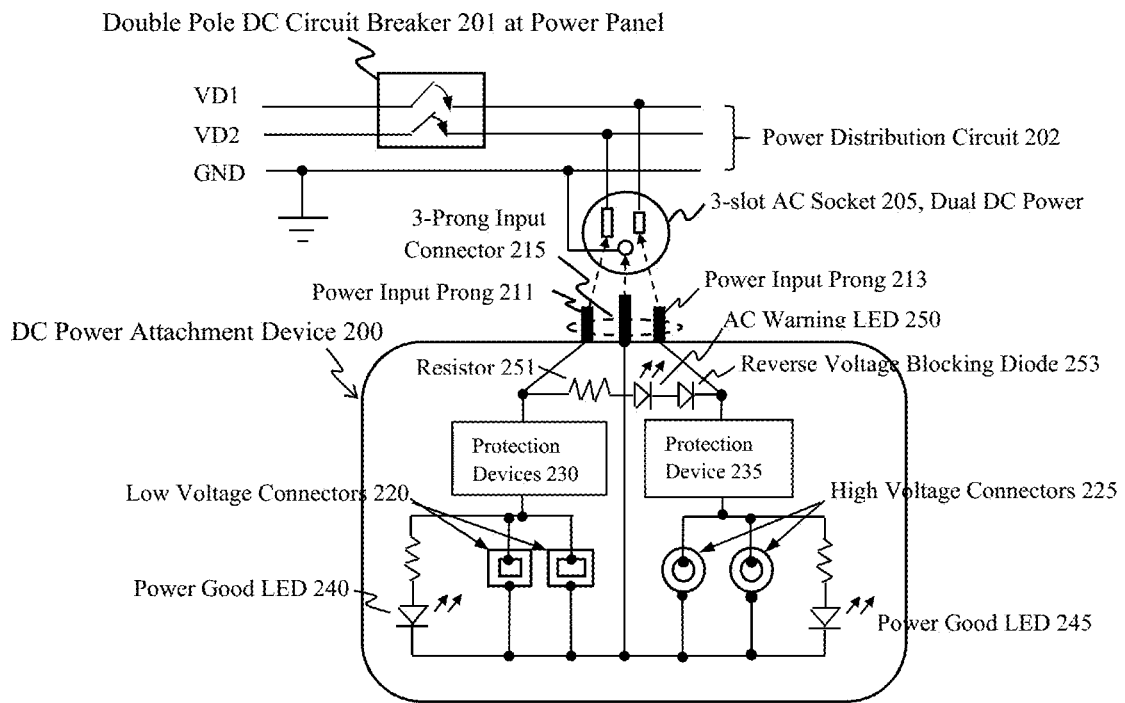 Double Pole DC Circuit Breaker 201 at Power Panel
VD1
VD2
GND
Power Distribution Circuit 202
3-slot AC Socket 205, Dual DC Power
3-Prong Input
Connector 215
Power Input Prong 211
Power Input Prong 213
DC Power Attachment Device 200
AC Warning LED 250
Resistor 251
Reverse Voltage Blocking Diode 253
Protection
Devices 230
Protection
Device 235
Low Voltage Connectors 220
High Voltage Connectors 225
Power Good LED 240
Power Good LED 245